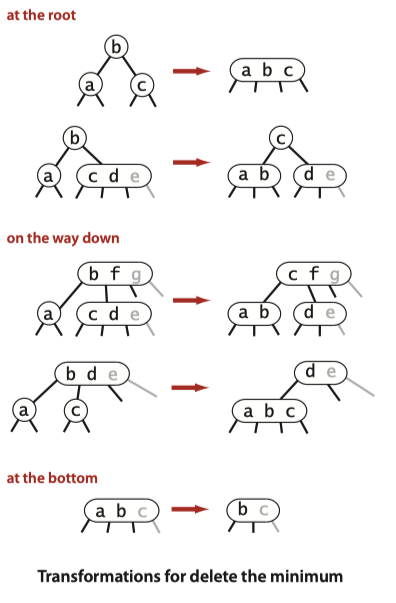 at the root
b
a c
a b c
b
a c d e
c
a b d e
on the way down
b f g
a c d e
c f g
a b d e
b d e
a c
d e
a b c
at the bottom
a b c
b c
Transformations for delete the minimum